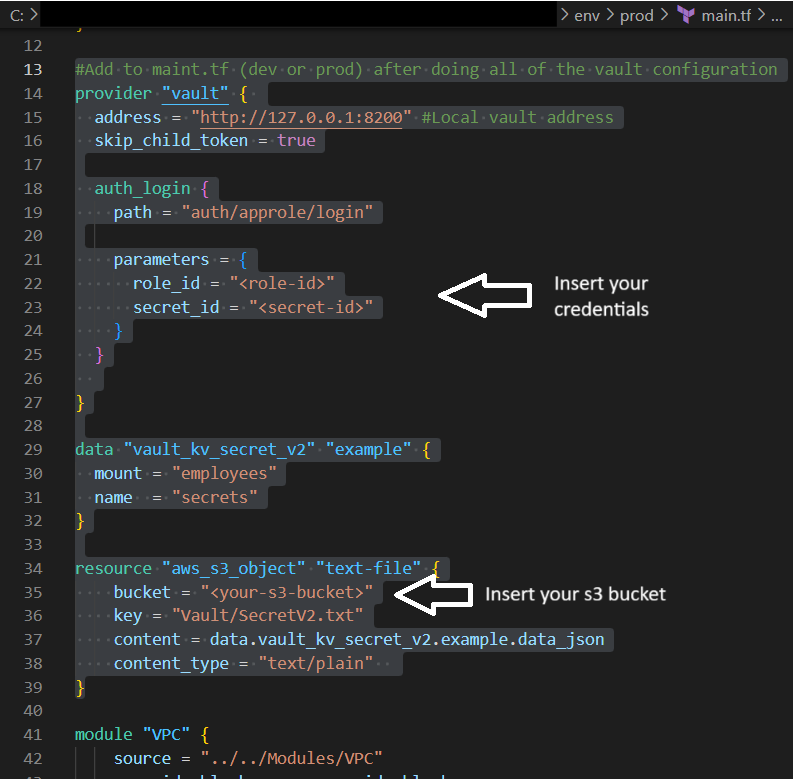 C: > > env > prod > main.tf > ...
12 }
13 #Add to maint.tf (dev or prod) after doing all of the vault configuration
14 provider "vault" {
15   address = "http://127.0.0.1:8200" #Local vault address
16   skip_child_token = true
17
18   auth_login {
19     path = "auth/approle/login"
20
21     parameters = {
22       role_id = "<role-id>"
Insert your
23       secret_id = "<secret-id>"
credentials
24     }
25   }
26
27 }
28
29 data "vault_kv_secret_v2" "example" {
30   mount = "employees"
31   name  = "secrets"
32 }
33
34 resource "aws_s3_object" "text-file" {
35     bucket = "<your-s3-bucket>"
Insert your s3 bucket
36     key = "Vault/SecretV2.txt"
37     content = data.vault_kv_secret_v2.example.data_json
38     content_type = "text/plain"
39 }
40
41 module "VPC" {
42     source = "../../Modules/VPC"